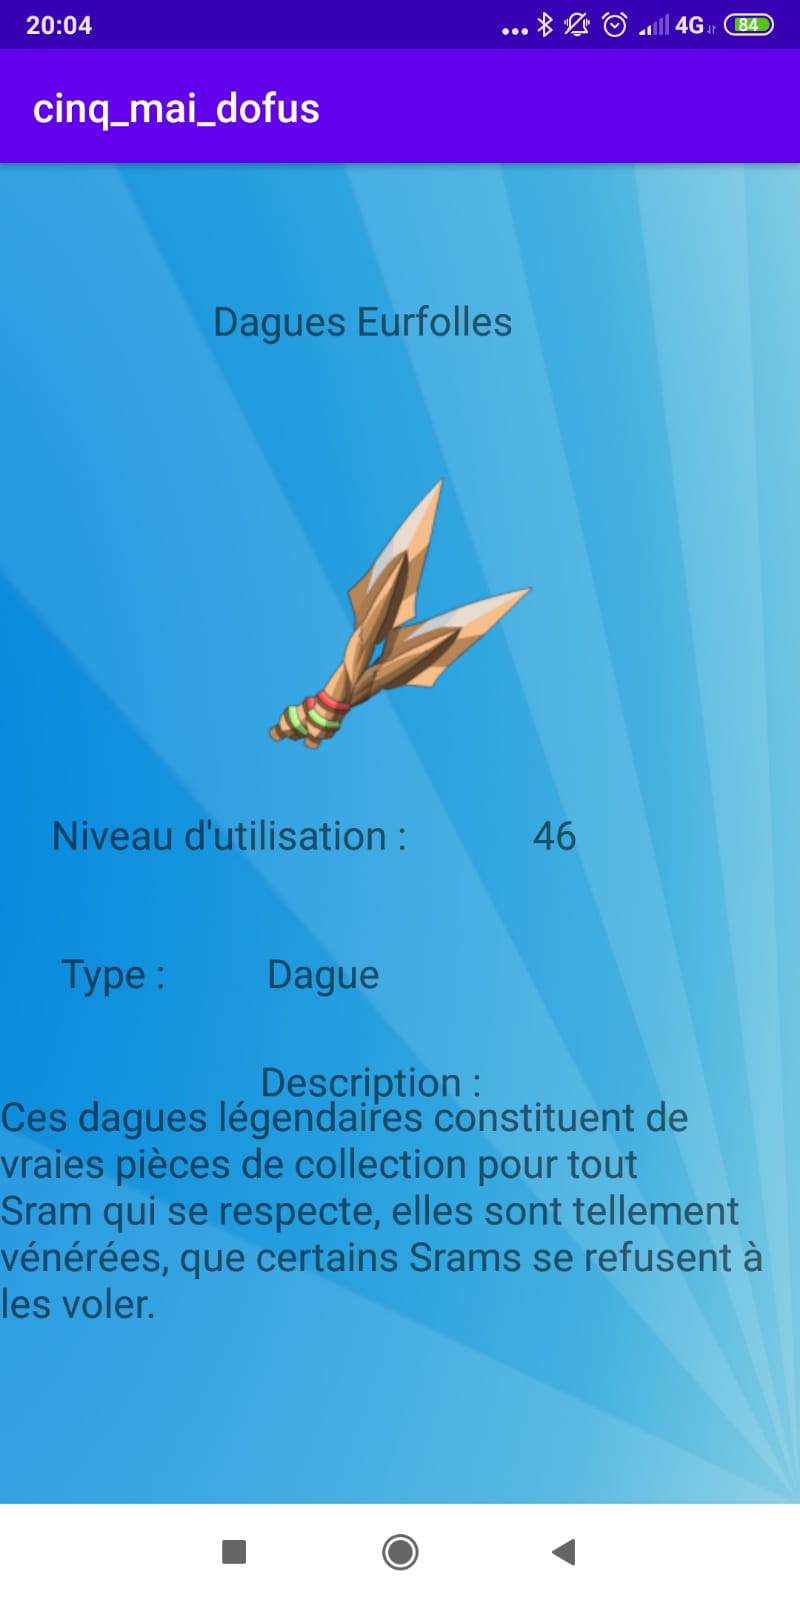 20:04
4G
84
cinq_mai_dofus
Dagues Eurfolles
Niveau d'utilisation : 46
Type : Dague
Description :
Ces dagues légendaires constituent de
vraies pièces de collection pour tout
Sram qui se respecte, elles sont tellement
vénérées, que certains Srams se refusent à
les voler.